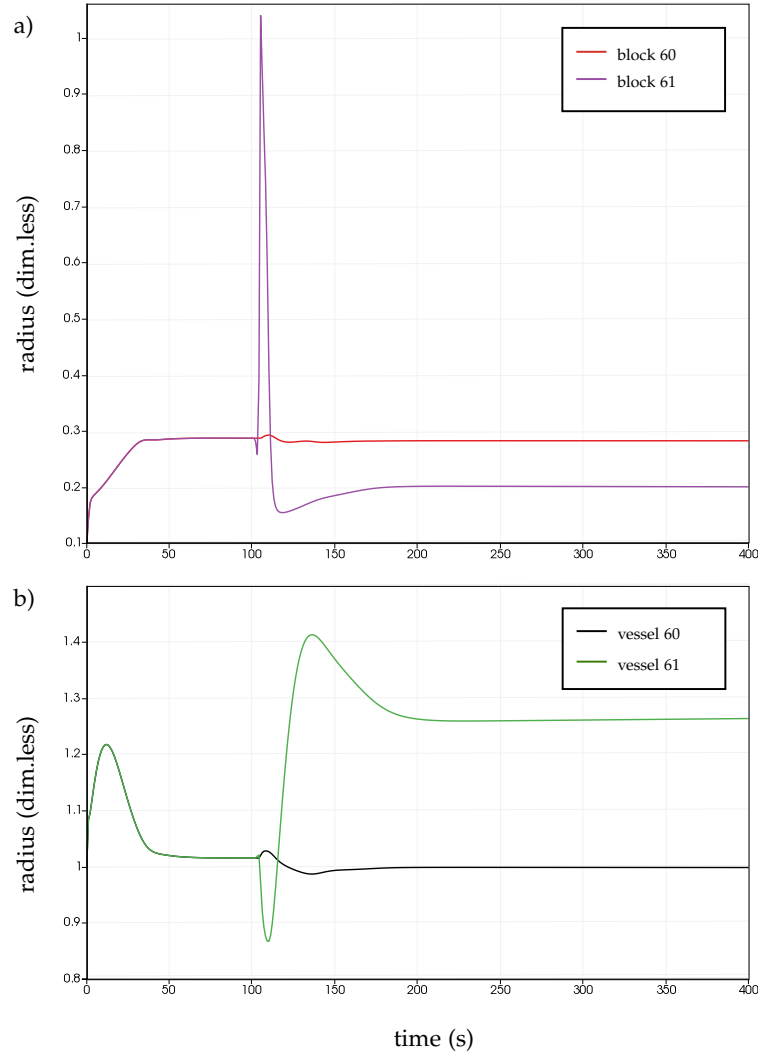 a)
radius (dim.less)
1
0.9
0.8
0.7
0.6
0.5
0.4
0.3
0.2
0.1
block 60
block 61
0 50 100 150 200 250 300 350 400
b)
radius (dim.less)
1.4
1.3
1.2
1.1
1
0.9
0.8
vessel 60
vessel 61
0 50 100 150 200 250 300 350 400
time (s)